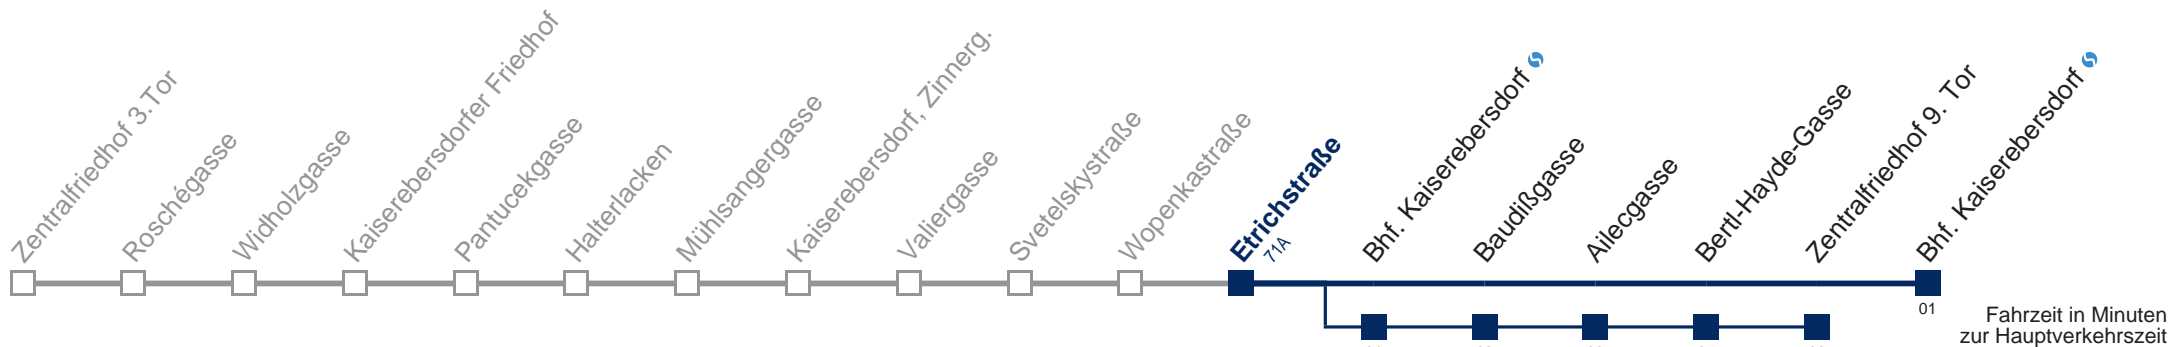 Zentralfriedhof 3.Tor
Roschégasse
Widholzgasse
Kaiserebersdorfer Friedhof
Pantucekgasse
Halterlacken
Mühlsangergasse
Kaiserebersdorf, Zinnerg.
Valiergasse
Svetelskystraße
Wopenkastraße
Etrichstraße
71A
Bhf. Kaiserebersdorf
Baudißgasse
Ailecgasse
Bertl-Hayde-Gasse
Zentralfriedhof 9. Tor
Bhf. Kaiserebersdorf
01
Fahrzeit in Minuten
zur Hauptverkehrszeit